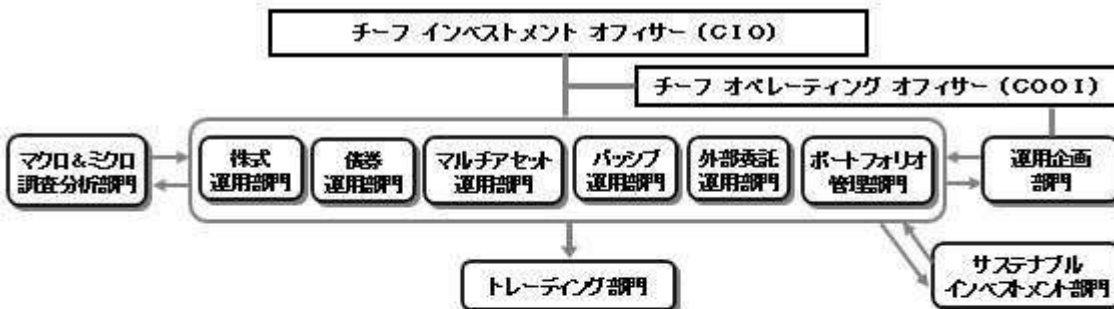 チーフ インベストメント オフィサー (CIO)
チーフ オペレーティング オフィサー (COOI)
マクロ&ミクロ
調査分析部門
株式
運用部門
債券
運用部門
マルチアセット
運用部門
パッシブ
運用部門
外部委託
運用部門
ポートフォリオ
管理部門
運用企画
部門
トレーディング部門
サステナブル
インベストメント部門